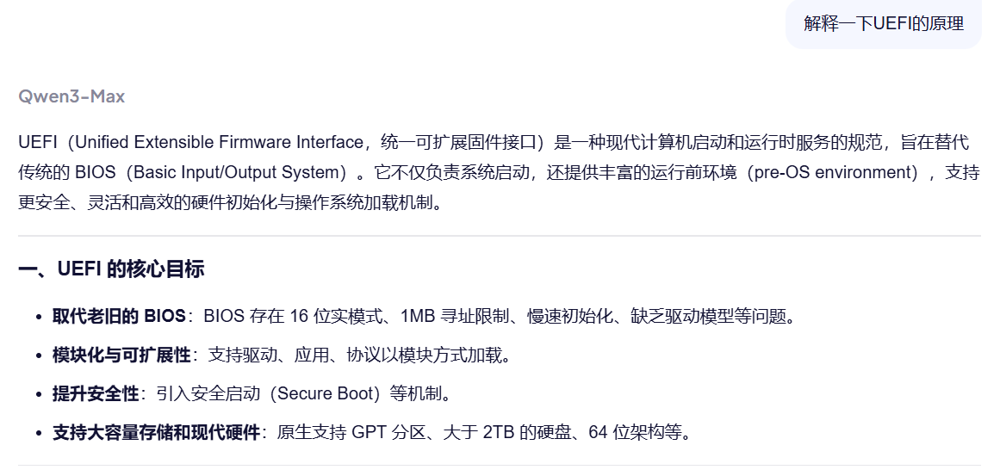 解释一下UEFI的原理
Qwen3-Max
UEFI（Unified Extensible Firmware Interface，统一可扩展固件接口）是一种现代计算机启动和运行时服务的规范，旨在替代
传统的 BIOS（Basic Input/Output System）。它不仅负责系统启动，还提供丰富的运行前环境（pre-OS environment），支持
更安全、灵活和高效的硬件初始化与操作系统加载机制。
一、UEFI 的核心目标
• 取代老旧的 BIOS：BIOS 存在 16 位实模式、1MB 寻址限制、慢速初始化、缺乏驱动模型等问题。
• 模块化与可扩展性：支持驱动、应用、协议以模块方式加载。
• 提升安全性：引入安全启动（Secure Boot）等机制。
• 支持大容量存储和现代硬件：原生支持 GPT 分区、大于 2TB 的硬盘、64 位架构等。